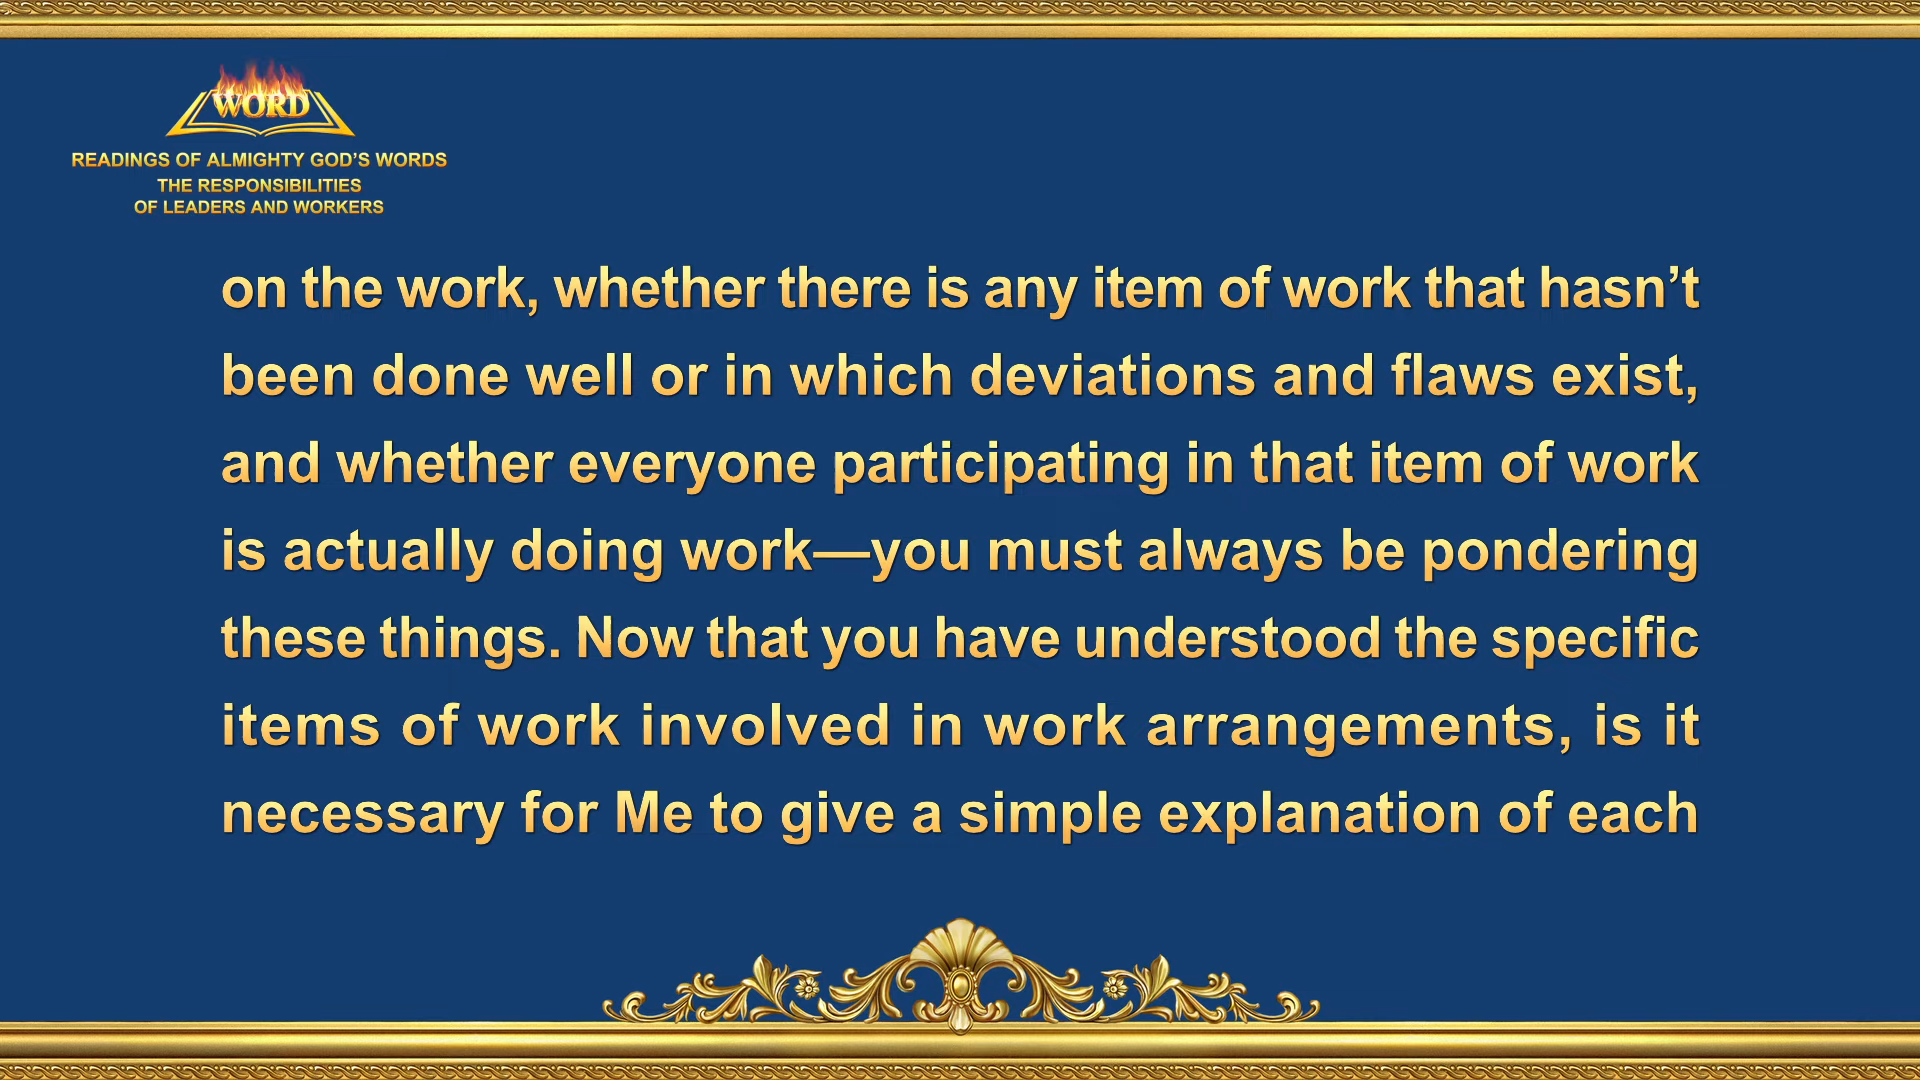 WORD
READINGS OF ALMIGHTY GOD’S WORDS
THE RESPONSIBILITIES
OF LEADERS AND WORKERS
on the work, whether there is any item of work that hasn’t
been done well or in which deviations and flaws exist,
and whether everyone participating in that item of work
is actually doing work—you must always be pondering
these things. Now that you have understood the specific
items of work involved in work arrangements, is it
necessary for Me to give a simple explanation of each